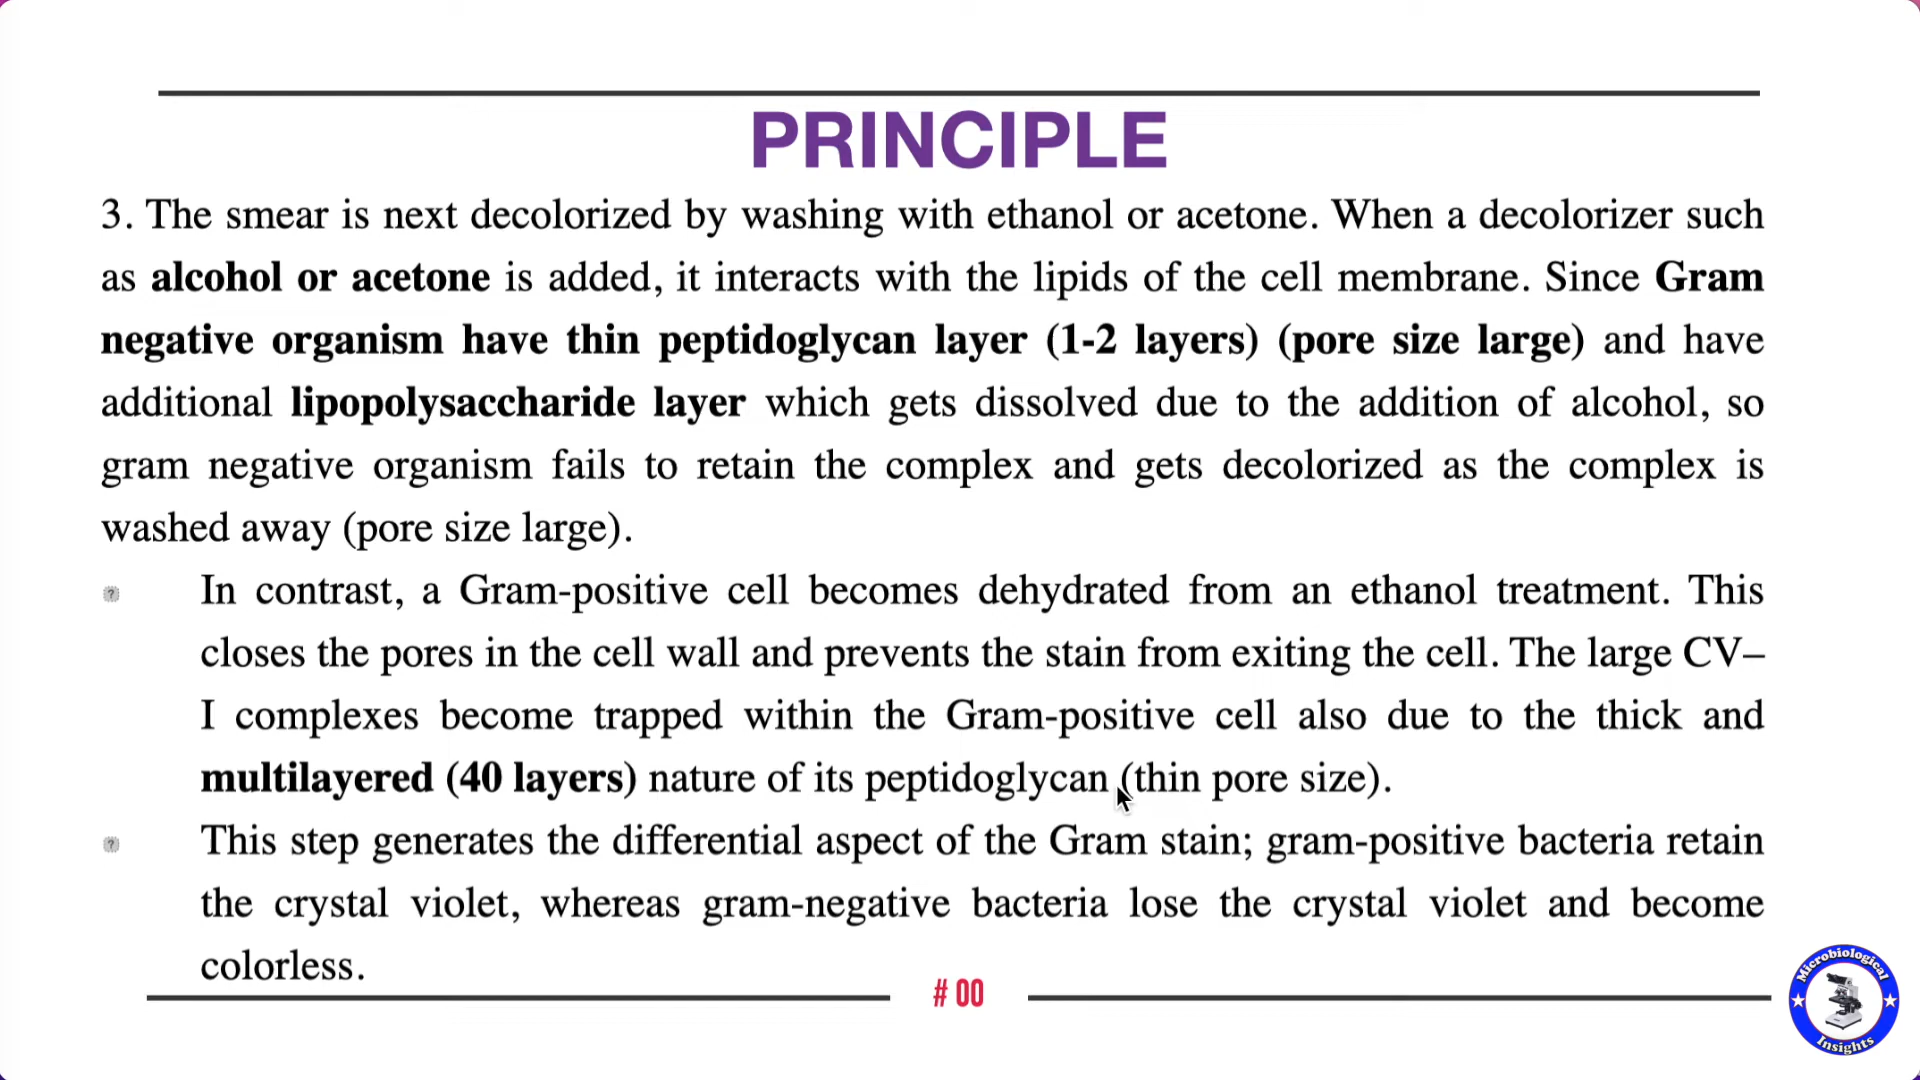 PRINCIPLE
3. The smear is next decolorized by washing with ethanol or acetone. When a decolorizer such
as alcohol or acetone is added, it interacts with the lipids of the cell membrane. Since Gram
negative organism have thin peptidoglycan layer (1-2 layers) (pore size large) and have
additional lipopolysaccharide layer which gets dissolved due to the addition of alcohol, so
gram negative organism fails to retain the complex and gets decolorized as the complex is
washed away (pore size large).
In contrast, a Gram-positive cell becomes dehydrated from an ethanol treatment. This
closes the pores in the cell wall and prevents the stain from exiting the cell. The large CV–
I complexes become trapped within the Gram-positive cell also due to the thick and
multilayered (40 layers) nature of its peptidoglycan (thin pore size).
This step generates the differential aspect of the Gram stain; gram-positive bacteria retain
the crystal violet, whereas gram-negative bacteria lose the crystal violet and become
colorless.
# 00
Microbiological
Insights